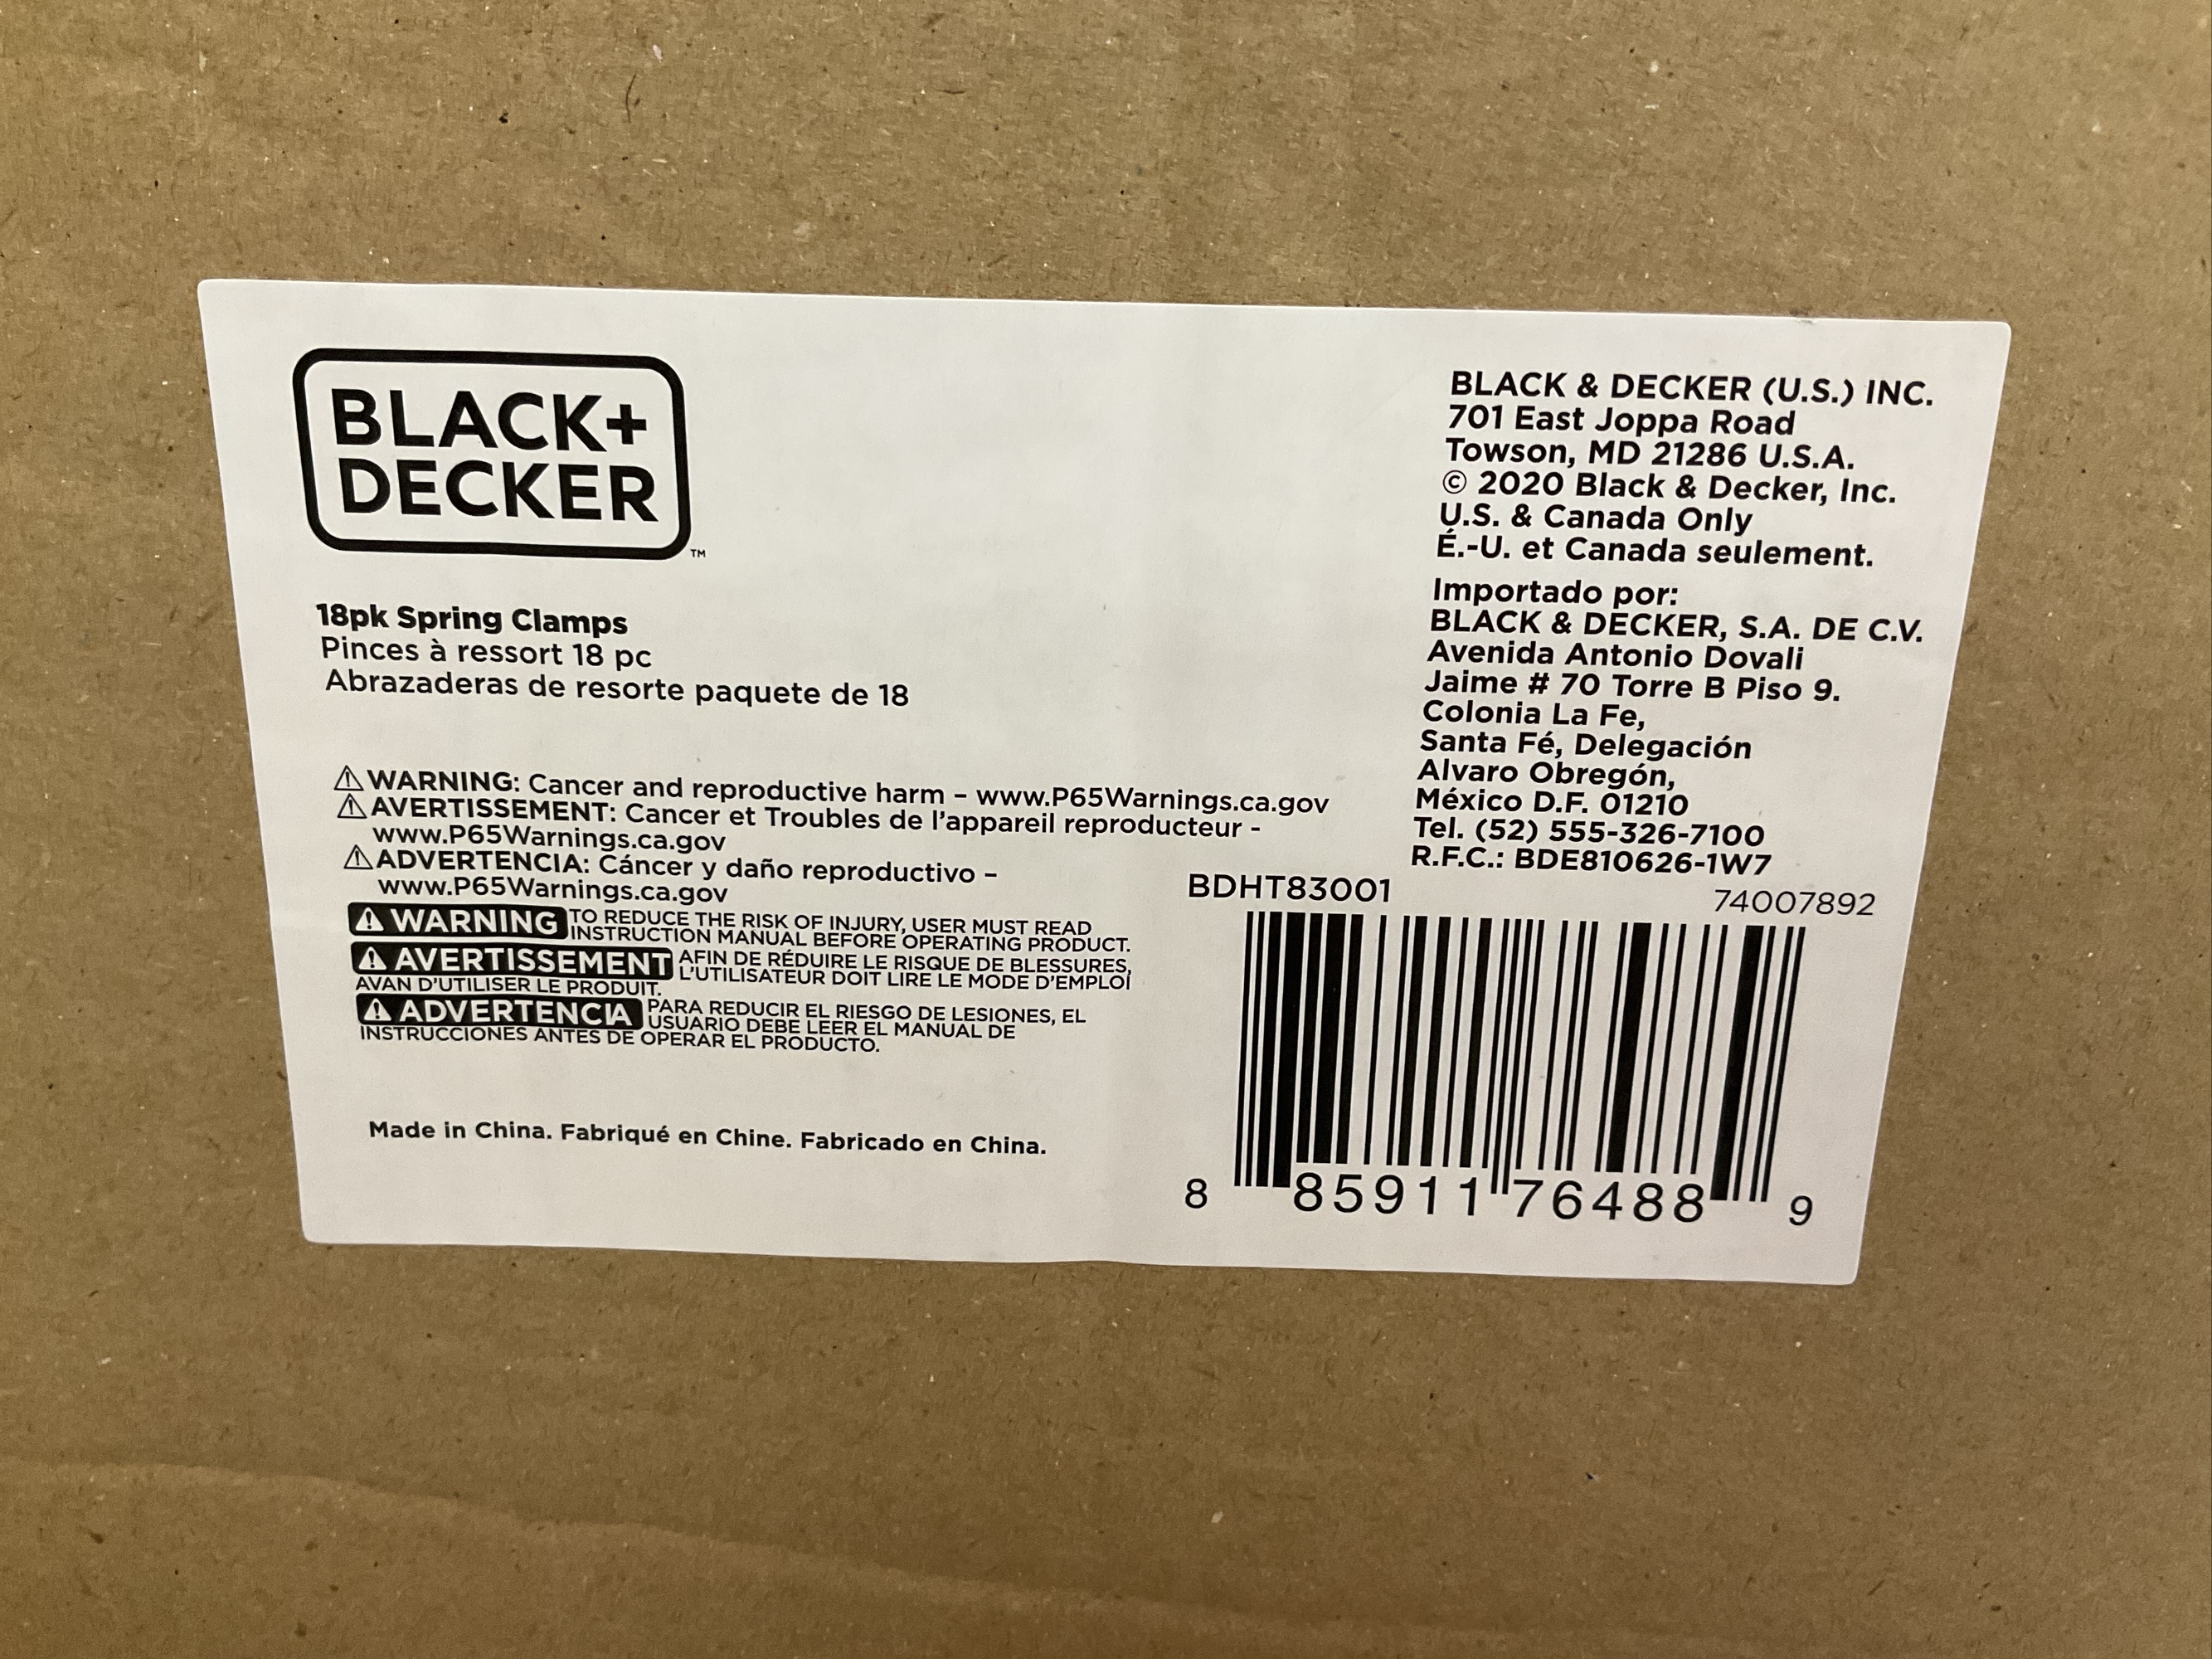 BLACK+
DECKER
TM
18pk Spring Clamps
Pinces à ressort 18 pc
Abrazaderas de resorte paquete de 18
WARNING: Cancer and reproductive harm – www.P65Warnings.ca.gov
AVERTISSEMENT: Cancer et Troubles de l'appareil reproducteur -
www.P65Warnings.ca.gov
ADVERTENCIA: Cáncer y daño reproductivo –
www.P65Warnings.ca.gov
WARNING TO REDUCE THE RISK OF INJURY, USER MUST READ
INSTRUCTION MANUAL BEFORE OPERATING PRODUCT.
AVERTISSEMENT AFIN DE RÉDUIRE LE RISQUE DE BLESSURES,
L'UTILISATEUR DOIT LIRE LE MODE D'EMPLOI
AVAN D'UTILISER LE PRODUIT.
ADVERTENCIA PARA REDUCIR EL RIESGO DE LESIONES, EL
USUARIO DEBE LEER EL MANUAL DE
INSTRUCCIONES ANTES DE OPERAR EL PRODUCTO.
Made in China. Fabriqué en Chine. Fabricado en China.
BLACK & DECKER (U.S.) INC.
701 East Joppa Road
Towson, MD 21286 U.S.A.
© 2020 Black & Decker, Inc.
U.S. & Canada Only
É.-U. et Canada seulement.
Importado por:
BLACK & DECKER, S.A. DE C.V.
Avenida Antonio Dovali
Jaime # 70 Torre B Piso 9.
Colonia La Fe,
Santa Fé, Delegación
Alvaro Obregón,
México D.F. 01210
Tel. (52) 555-326-7100
R.F.C.: BDE810626-1W7
BDHT83001 74007892
8 85911 76488 9